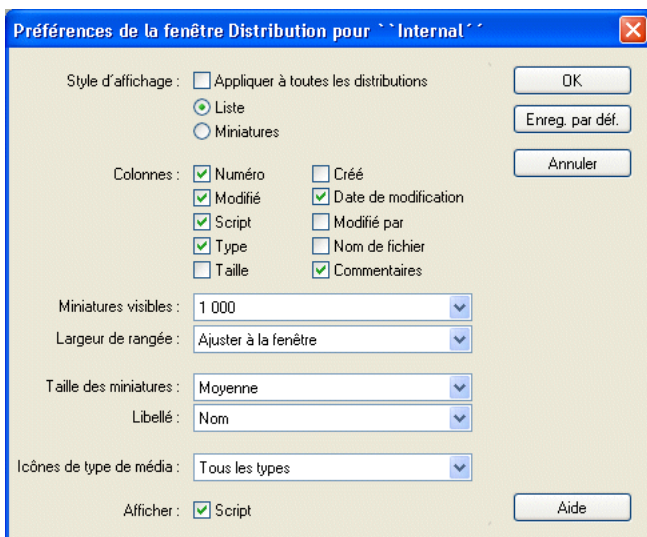 Préférences de la fenêtre Distribution pour ``Internal´´
Style d´affichage : Appliquer à toutes les distributions
Liste
Miniatures
OK
Enreg. par déf.
Annuler
Colonnes : Numéro Créé
Modifié Date de modification
Script Modifié par
Type Nom de fichier
Taille Commentaires
Miniatures visibles : 1 000
Largeur de rangée : Ajuster à la fenêtre
Taille des miniatures : Moyenne
Libellé : Nom
Icônes de type de média : Tous les types
Afficher : Script
Aide